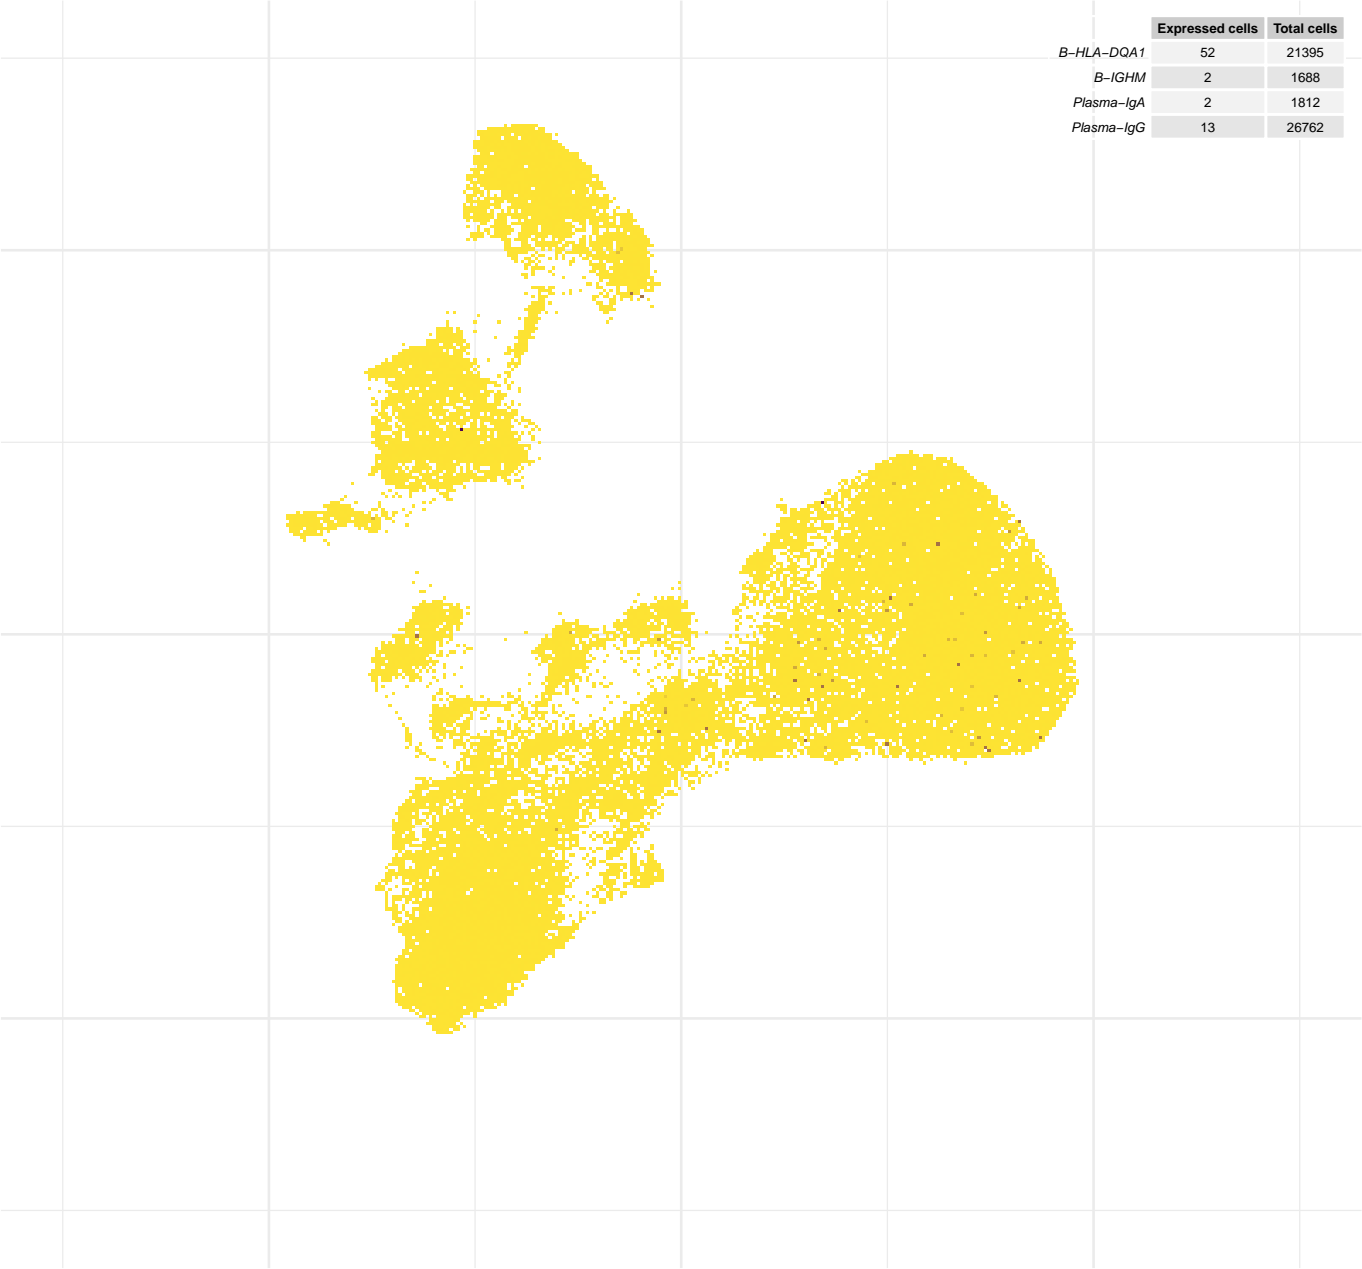 Expressed cells Total cells
B−HLA−DQA1 52 21395
B−IGHM 2 1688
Plasma−IgA 2 1812
Plasma−IgG 13 26762